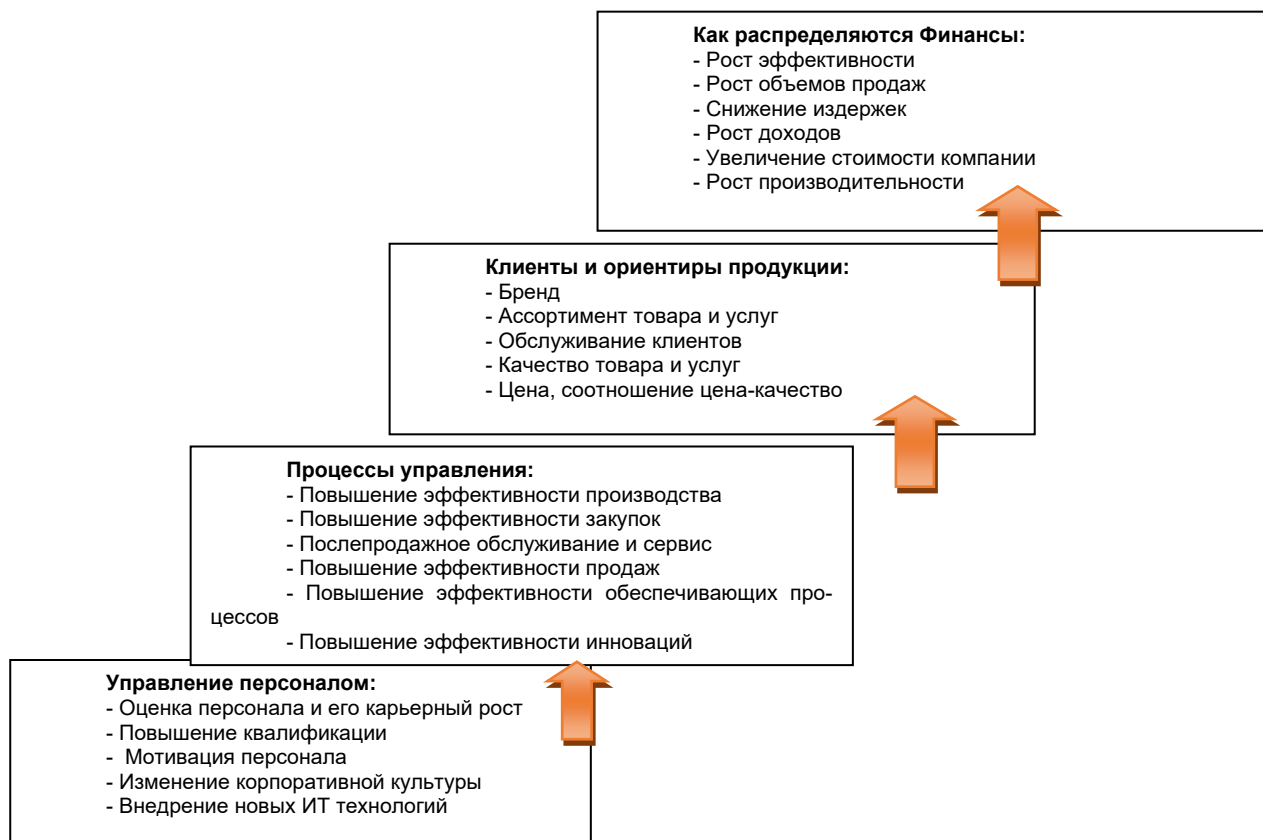 Как распределяются Финансы:
- Рост эффективности
- Рост объемов продаж
- Снижение издержек
- Рост доходов
- Увеличение стоимости компании
- Рост производительности
Клиенты и ориентиры продукции:
- Бренд
- Ассортимент товара и услуг
- Обслуживание клиентов
- Качество товара и услуг
- Цена, соотношение цена-качество
Процессы управления:
- Повышение эффективности производства
- Повышение эффективности закупок
- Послепродажное обслуживание и сервис
- Повышение эффективности продаж
- Повышение эффективности обеспечивающих про-
цессов
- Повышение эффективности инноваций
Управление персоналом:
- Оценка персонала и его карьерный рост
- Повышение квалификации
- Мотивация персонала
- Изменение корпоративной культуры
- Внедрение новых ИТ технологий